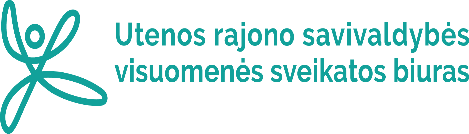 Utenos rajono savivaldybės
visuomenės sveikatos biuras